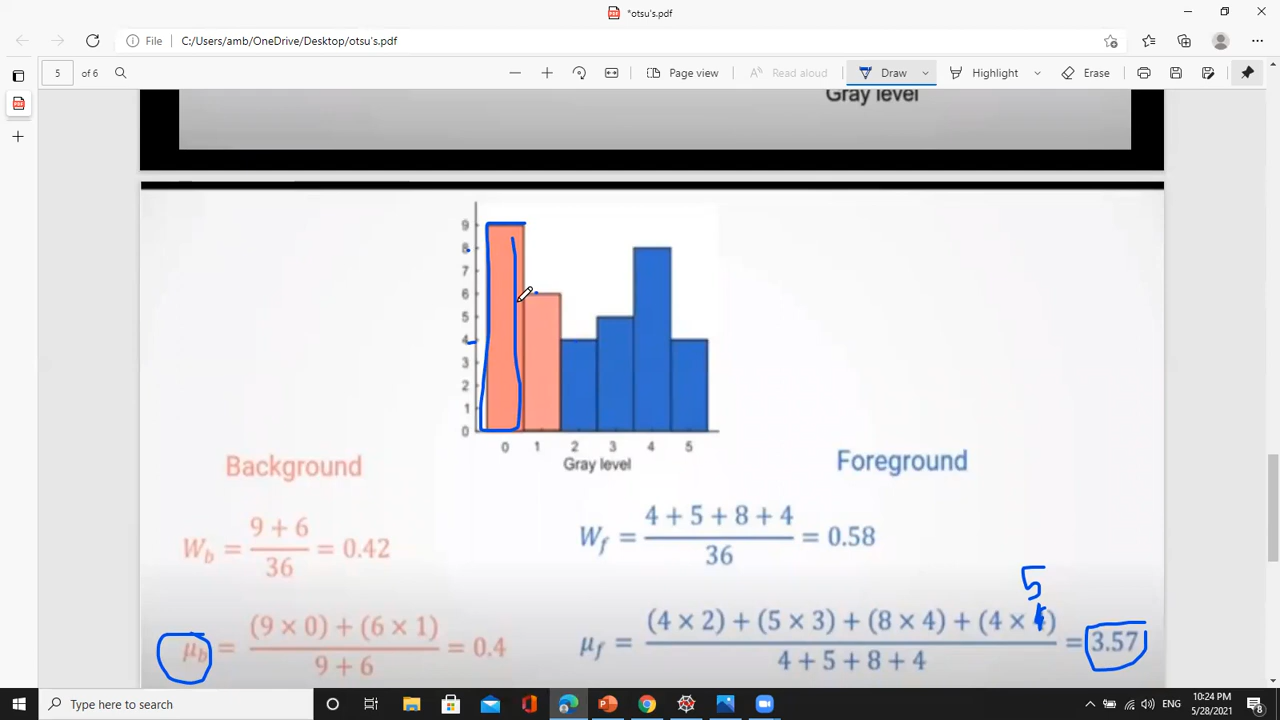 *otsu's.pdf
File C:/Users/amb/OneDrive/Desktop/otsu's.pdf
5 of 6 Page view Read aloud Draw Highlight Erase
Gray level
9
8
7
6
5
4
3
2
1
0
0 1 2 3 4 5
Gray level
Background
Foreground
W_b = (9 + 6)/36 = 0.42
W_f = (4 + 5 + 8 + 4)/36 = 0.58
5
μ_b = ((9 × 0) + (6 × 1))/(9 + 6) = 0.4
μ_f = ((4 × 2) + (5 × 3) + (8 × 4) + (4 × 4))/(4 + 5 + 8 + 4) = 3.57
Type here to search
ENG
10:24 PM
5/28/2021
8